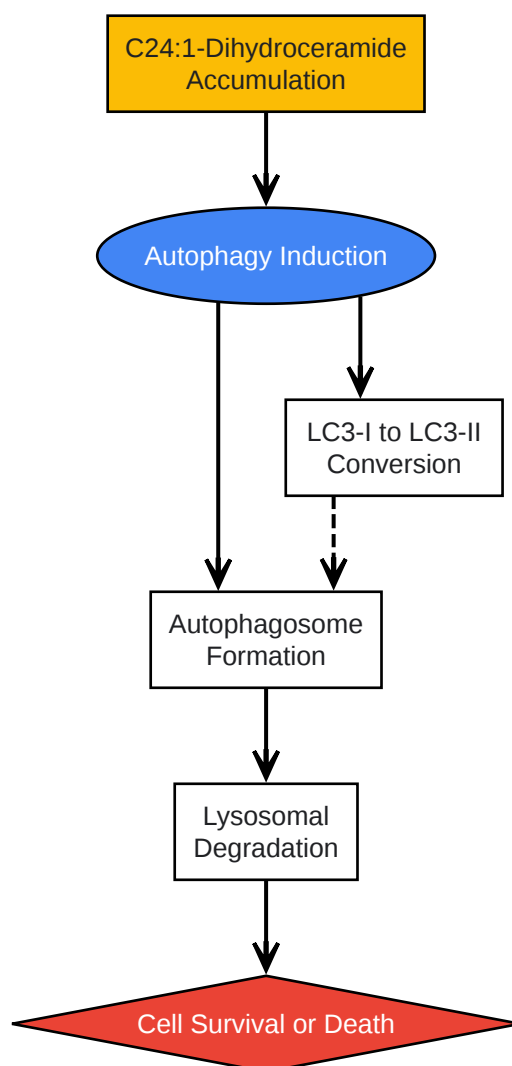 C24:1-Dihydroceramide
Accumulation
Autophagy Induction
LC3-I to LC3-II
Conversion
Autophagosome
Formation
Lysosomal
Degradation
Cell Survival or Death